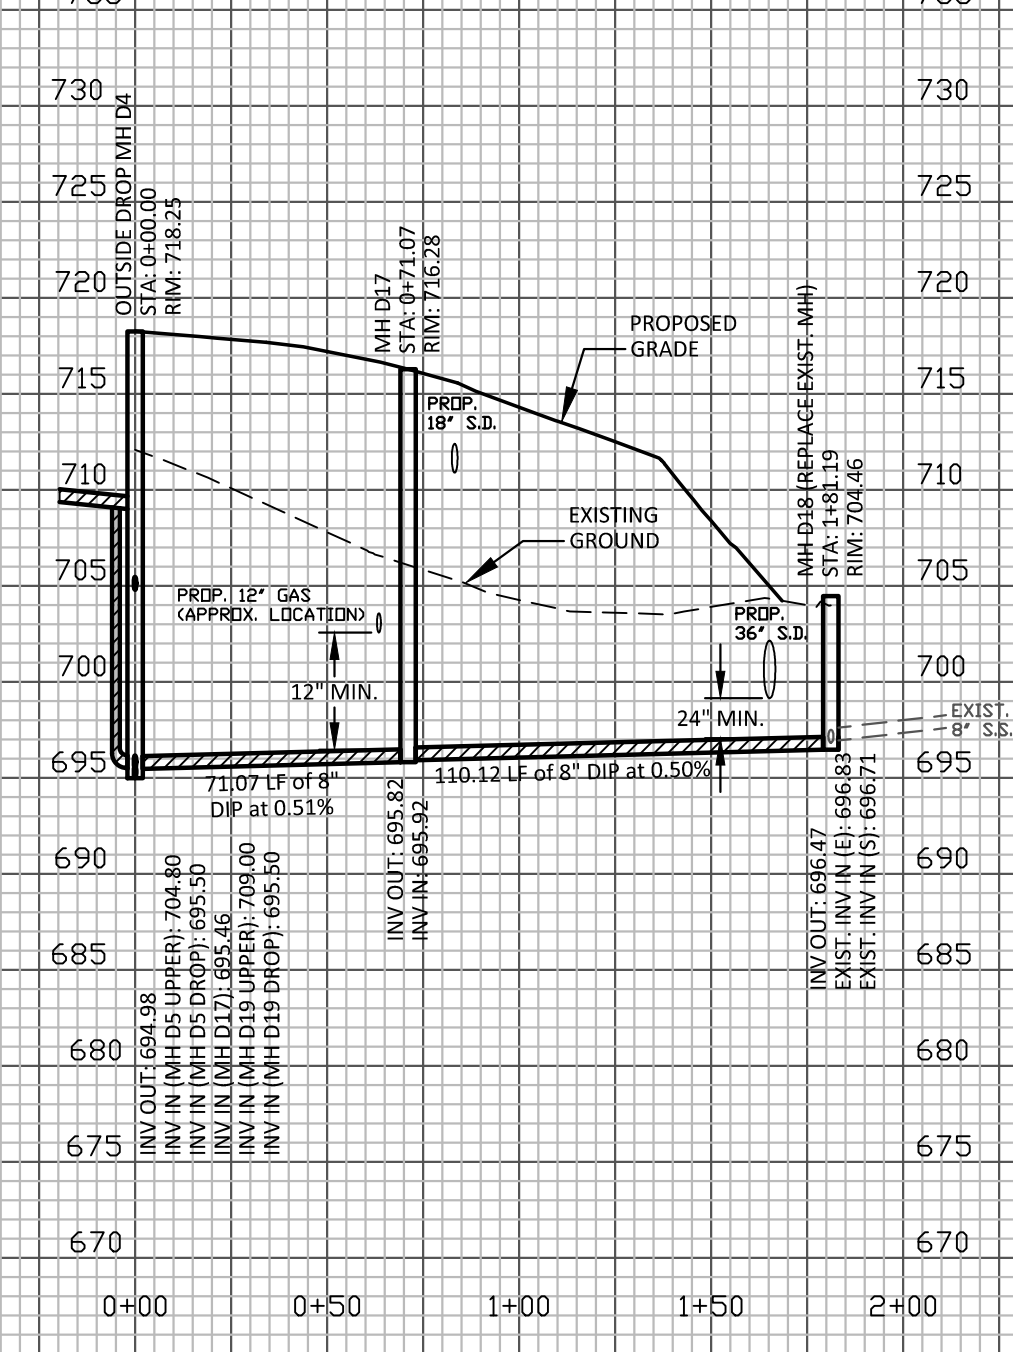 730
730
725
725
720
720
715
715
710
710
705
705
700
700
695
695
690
690
685
685
680
680
675
675
670
670
OUTSIDE DROP MH D4
STA: 0+00.00
RIM: 718.25
MH D17
STA: 0+71.07
RIM: 716.28
PROPOSED
GRADE
PROP.
18" S.D.
EXISTING
GROUND
MH D18 (REPLACE EXIST. MH)
STA: 1+81.19
RIM: 704.46
PROP. 12" GAS
(APPROX. LOCATION)
12" MIN.
PROP.
36" S.D.
24" MIN.
EXIST.
8" S.S.
71.07 LF of 8"
DIP at 0.51%
110.12 LF of 8" DIP at 0.50%
INV OUT: 695.82
INV IN: 695.92
INV OUT: 696.47
EXIST. INV IN (E): 696.83
EXIST. INV IN (S): 696.71
INV OUT: 694.98
INV IN (MH D5 UPPER): 704.80
INV IN (MH D5 DROP): 695.50
INV IN (MH D17): 695.46
INV IN (MH D19 UPPER): 709.00
INV IN (MH D19 DROP): 695.50
0+00
0+50
1+00
1+50
2+00